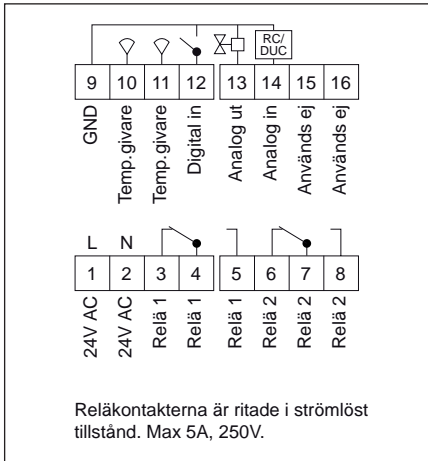 RC/
DUC
9 10 11 12 13 14 15 16
GND
Temp.givare
Temp.givare
Digital in
Analog ut
Analog in
Används ej
Används ej
L N
1 2 3 4 5 6 7 8
24V AC
24V AC
Relä 1
Relä 1
Relä 1
Relä 2
Relä 2
Relä 2
Reläkontakterna är ritade i strömlöst
tillstånd. Max 5A, 250V.